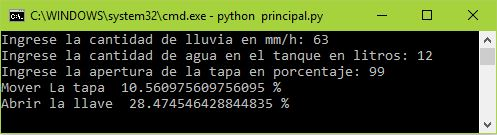 C:\WINDOWS\system32\cmd.exe - python  principal.py
Ingrese la cantidad de lluvia en mm/h: 63
Ingrese la cantidad de agua en el tanque en litros: 12
Ingrese la apertura de la tapa en porcentaje: 99
Mover La tapa  10.560975609756095 %
Abrir la llave  28.474546428844835 %